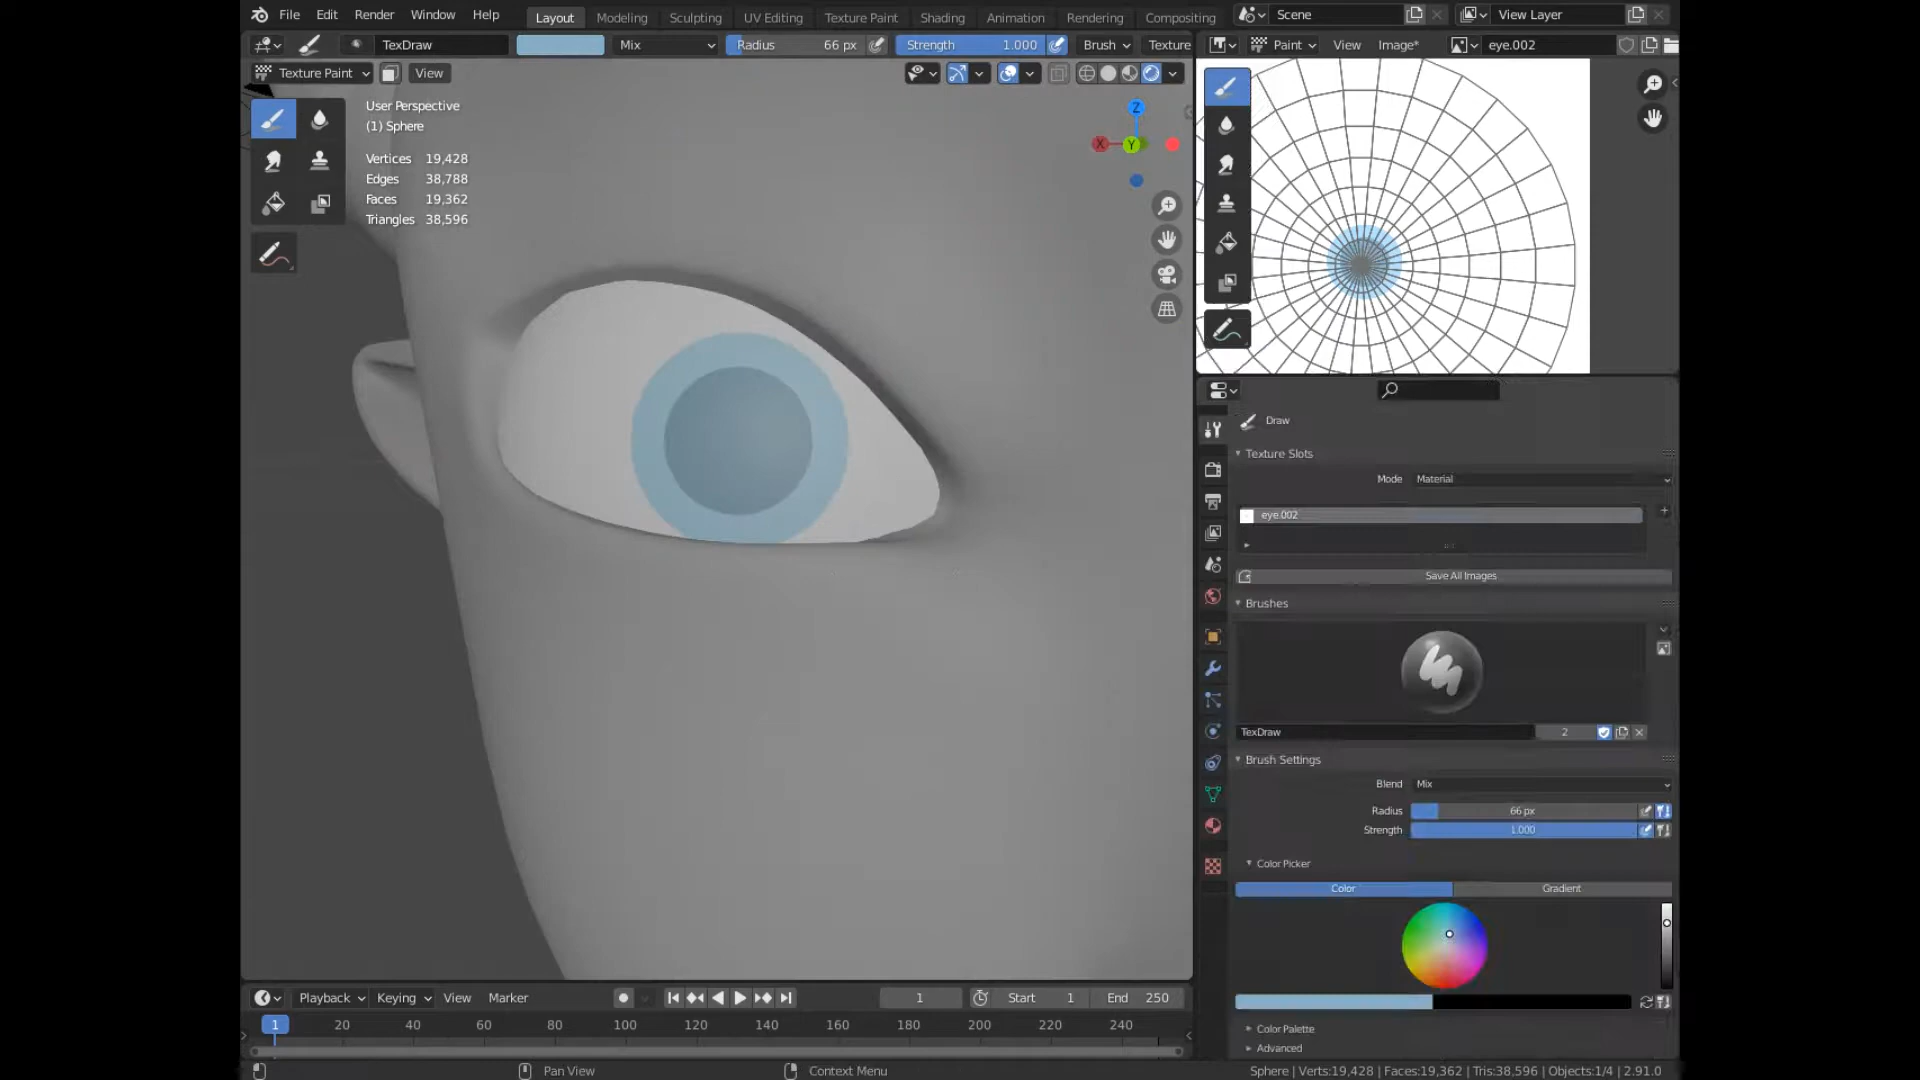 File Edit Render Window Help Layout Modeling Sculpting UV Editing Texture Paint Shading Animation Rendering Compositing Scene View Layer
TexDraw Mix Radius 66 px Strength 1.000 Brush Texture Paint View Image* eye.002
Texture Paint View
User Perspective
(1) Sphere
Vertices 19,428
Edges 38,788
Faces 19,362
Triangles 38,596
Z
X Y
Draw
Texture Slots
Mode Material
eye.002
Save All Images
Brushes
TexDraw 2
Brush Settings
Blend Mix
Radius 66 px
Strength 1.000
Color Picker
Color Gradient
Color Palette
Advanced
Playback Keying View Marker 1 Start 1 End 250
1 20 40 60 80 100 120 140 160 180 200 220 240
Pan View Context Menu Sphere | Verts:19,428 | Faces:19,362 | Tris:38,596 | Objects:1/4 | 2.91.0